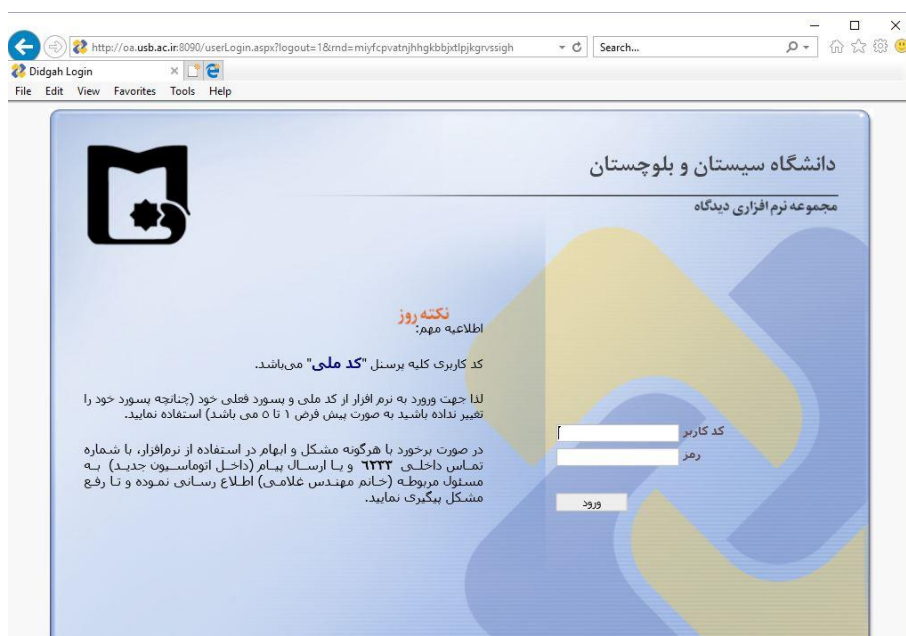 http://oa.usb.ac.ir:8090/userLogin.aspx?logout=1&rnd=miyfcpvatnjhhgkbbjxtlpjkgrvssigh
Search...
Didgah Login
File Edit View Favorites Tools Help
دانشگاه سیستان و بلوچستان
مجموعه نرم افزاری دیدگاه
نکته روز
اطلاعیه مهم:
کد کاربری کلیه پرسنل "کد ملی" می‌باشد.
لذا جهت ورورد به نرم افزار از کد ملی و پسورد فعلی خود (چنانچه پسورد خود را
تغییر نداده باشید به صورت پیش فرض ۱ تا ۵ می باشد) استفاده نمایید.
در صورت برخورد با هرگونه مشکل و ابهام در استفاده از نرم‌افزار، با شماره
تماس داخلی ۶۲۳۳ و یا ارسال پیام (داخل اتوماسیون جدید) به
مسئول مربوطه (خانم مهندس غلامی) اطلاع رسانی نموده و تا رفع
مشکل پیگیری نمایید.
کد کاربر
رمز
ورود